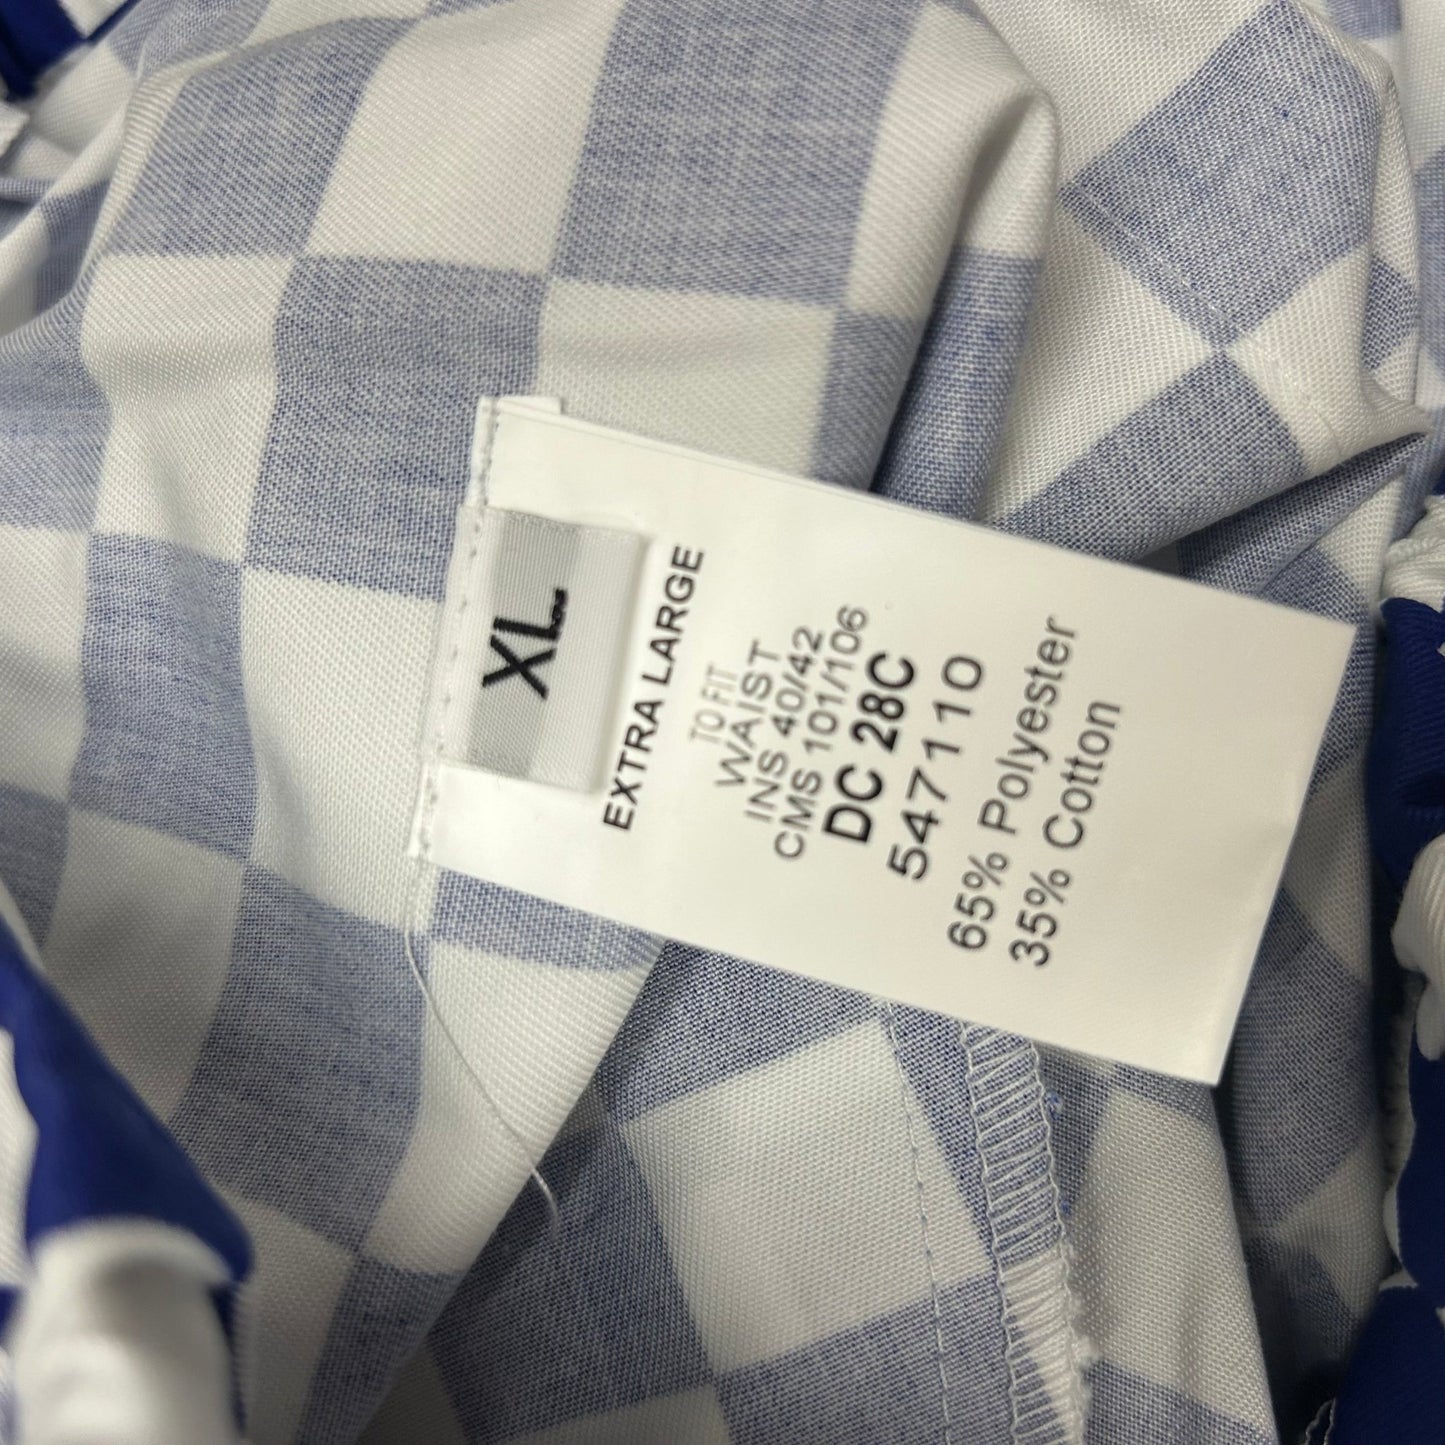 XL
EXTRA LARGE
TO FIT
WAIST
INS 40/42
CMS 101/106
DC 28C
547110
65% Polyester
35% Cotton